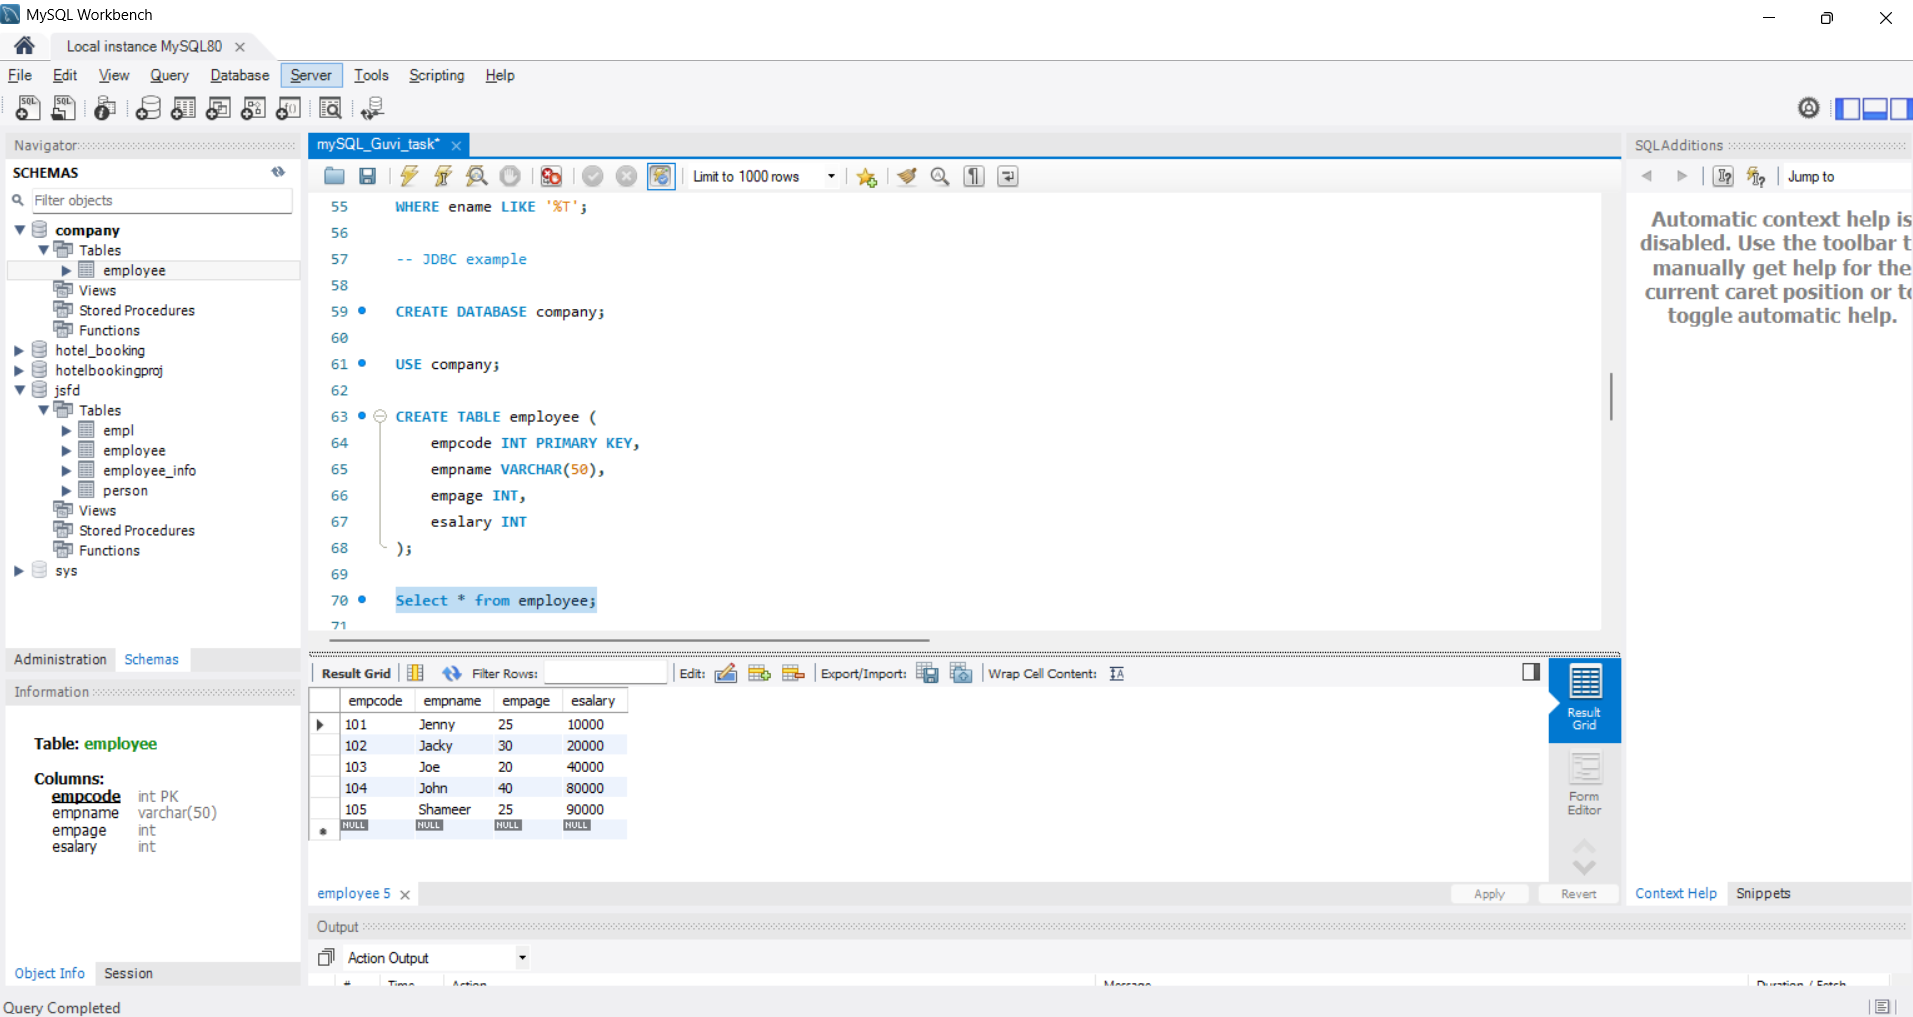 MySQL Workbench
Local instance MySQL80
File Edit View Query Database Server Tools Scripting Help
Navigator
SCHEMAS
Filter objects
company
Tables
employee
Views
Stored Procedures
Functions
hotel_booking
hotelbookingproj
jsfd
Tables
empl
employee
employee_info
person
Views
Stored Procedures
Functions
sys
Administration Schemas
Information
Table: employee
Columns:
empcode int PK
empname varchar(50)
empage int
esalary int
Object Info Session
mySQL_Guvi_task*
Limit to 1000 rows
55 WHERE ename LIKE '%T';
56
57 -- JDBC example
58
59 CREATE DATABASE company;
60
61 USE company;
62
63 CREATE TABLE employee (
64 empcode INT PRIMARY KEY,
65 empname VARCHAR(50),
66 empage INT,
67 esalary INT
68 );
69
70 Select * from employee;
71
Result Grid Filter Rows: Edit: Export/Import: Wrap Cell Content:
empcode empname empage esalary
101 Jenny 25 10000
102 Jacky 30 20000
103 Joe 20 40000
104 John 40 80000
105 Shameer 25 90000
NULL NULL NULL NULL
Result
Grid
Form
Editor
employee 5 Apply Revert
Output
Action Output
# Time Action Message Duration / Fetch
SQLAdditions
Jump to
Automatic context help is
disabled. Use the toolbar t
manually get help for the
current caret position or to
toggle automatic help.
Context Help Snippets
Query Completed